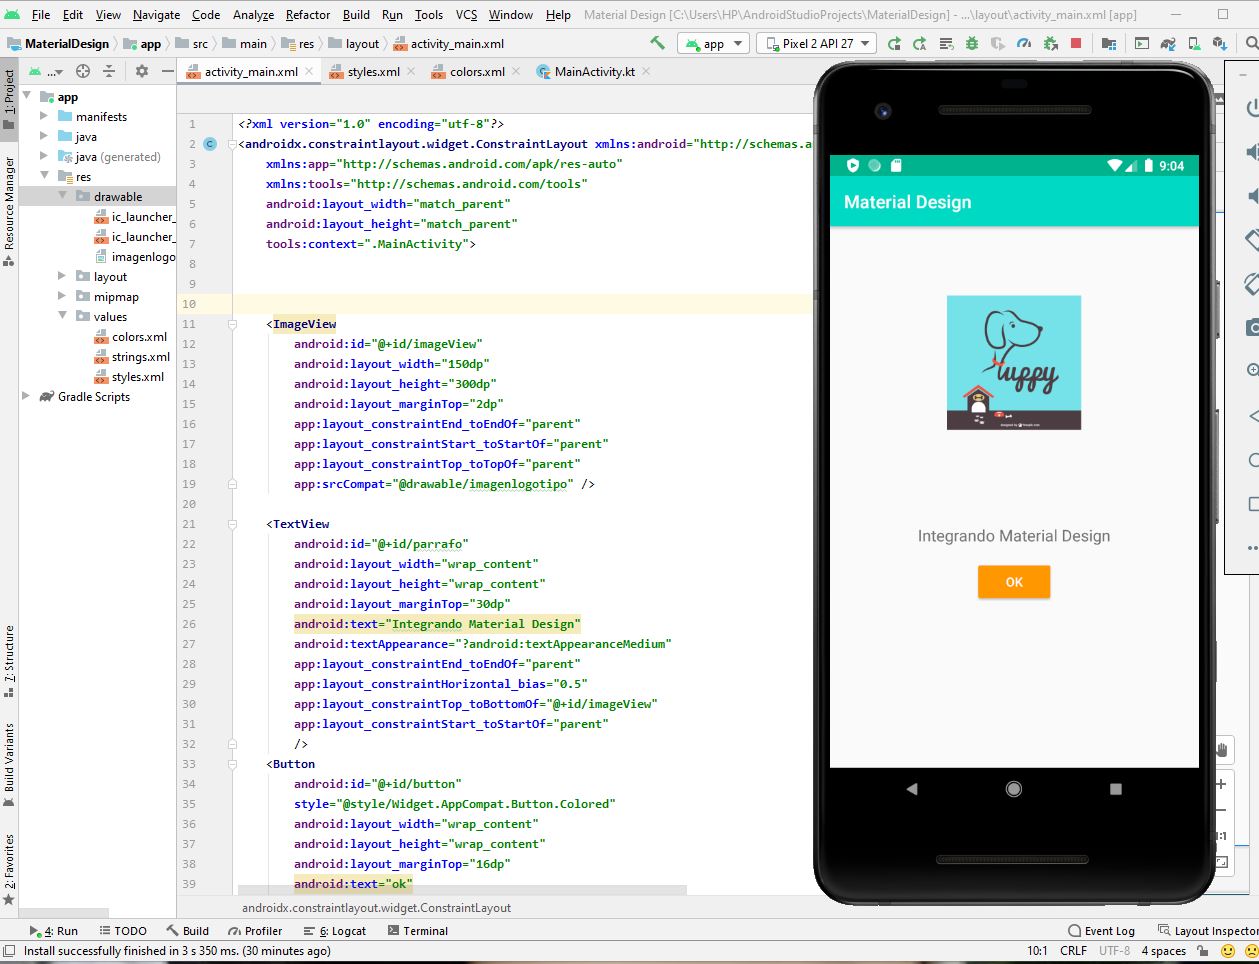 File Edit View Navigate Code Analyze Refactor Build Run Tools VCS Window Help Material Design [C:\Users\HP\AndroidStudioProjects\MaterialDesign] - ...\layout\activity_main.xml [app]
MaterialDesign app src main res layout activity_main.xml app Pixel 2 API 27
1: Project
Resource Manager
7: Structure
Build Variants
2: Favorites
...
app
manifests
java
java (generated)
res
drawable
ic_launcher_
ic_launcher_
imagenlogo
layout
mipmap
values
colors.xml
strings.xml
styles.xml
Gradle Scripts
activity_main.xml styles.xml colors.xml MainActivity.kt
1 <?xml version="1.0" encoding="utf-8"?>
2 <androidx.constraintlayout.widget.ConstraintLayout xmlns:android="http://schemas.a
3 xmlns:app="http://schemas.android.com/apk/res-auto"
4 xmlns:tools="http://schemas.android.com/tools"
5 android:layout_width="match_parent"
6 android:layout_height="match_parent"
7 tools:context=".MainActivity">
8
9
10
11 <ImageView
12 android:id="@+id/imageView"
13 android:layout_width="150dp"
14 android:layout_height="300dp"
15 android:layout_marginTop="2dp"
16 app:layout_constraintEnd_toEndOf="parent"
17 app:layout_constraintStart_toStartOf="parent"
18 app:layout_constraintTop_toTopOf="parent"
19 app:srcCompat="@drawable/imagenlogotipo" />
20
21 <TextView
22 android:id="@+id/parrafo"
23 android:layout_width="wrap_content"
24 android:layout_height="wrap_content"
25 android:layout_marginTop="30dp"
26 android:text="Integrando Material Design"
27 android:textAppearance="?android:textAppearanceMedium"
28 app:layout_constraintEnd_toEndOf="parent"
29 app:layout_constraintHorizontal_bias="0.5"
30 app:layout_constraintTop_toBottomOf="@+id/imageView"
31 app:layout_constraintStart_toStartOf="parent"
32 />
33 <Button
34 android:id="@+id/button"
35 style="@style/Widget.AppCompat.Button.Colored"
36 android:layout_width="wrap_content"
37 android:layout_height="wrap_content"
38 android:layout_marginTop="16dp"
39 android:text="ok"
androidx.constraintlayout.widget.ConstraintLayout
9:04
Material Design
Puppy
Integrando Material Design
OK
1:1
4: Run TODO Build Profiler 6: Logcat Terminal Event Log Layout Inspector
Install successfully finished in 3 s 350 ms. (30 minutes ago) 10:1 CRLF UTF-8 4 spaces